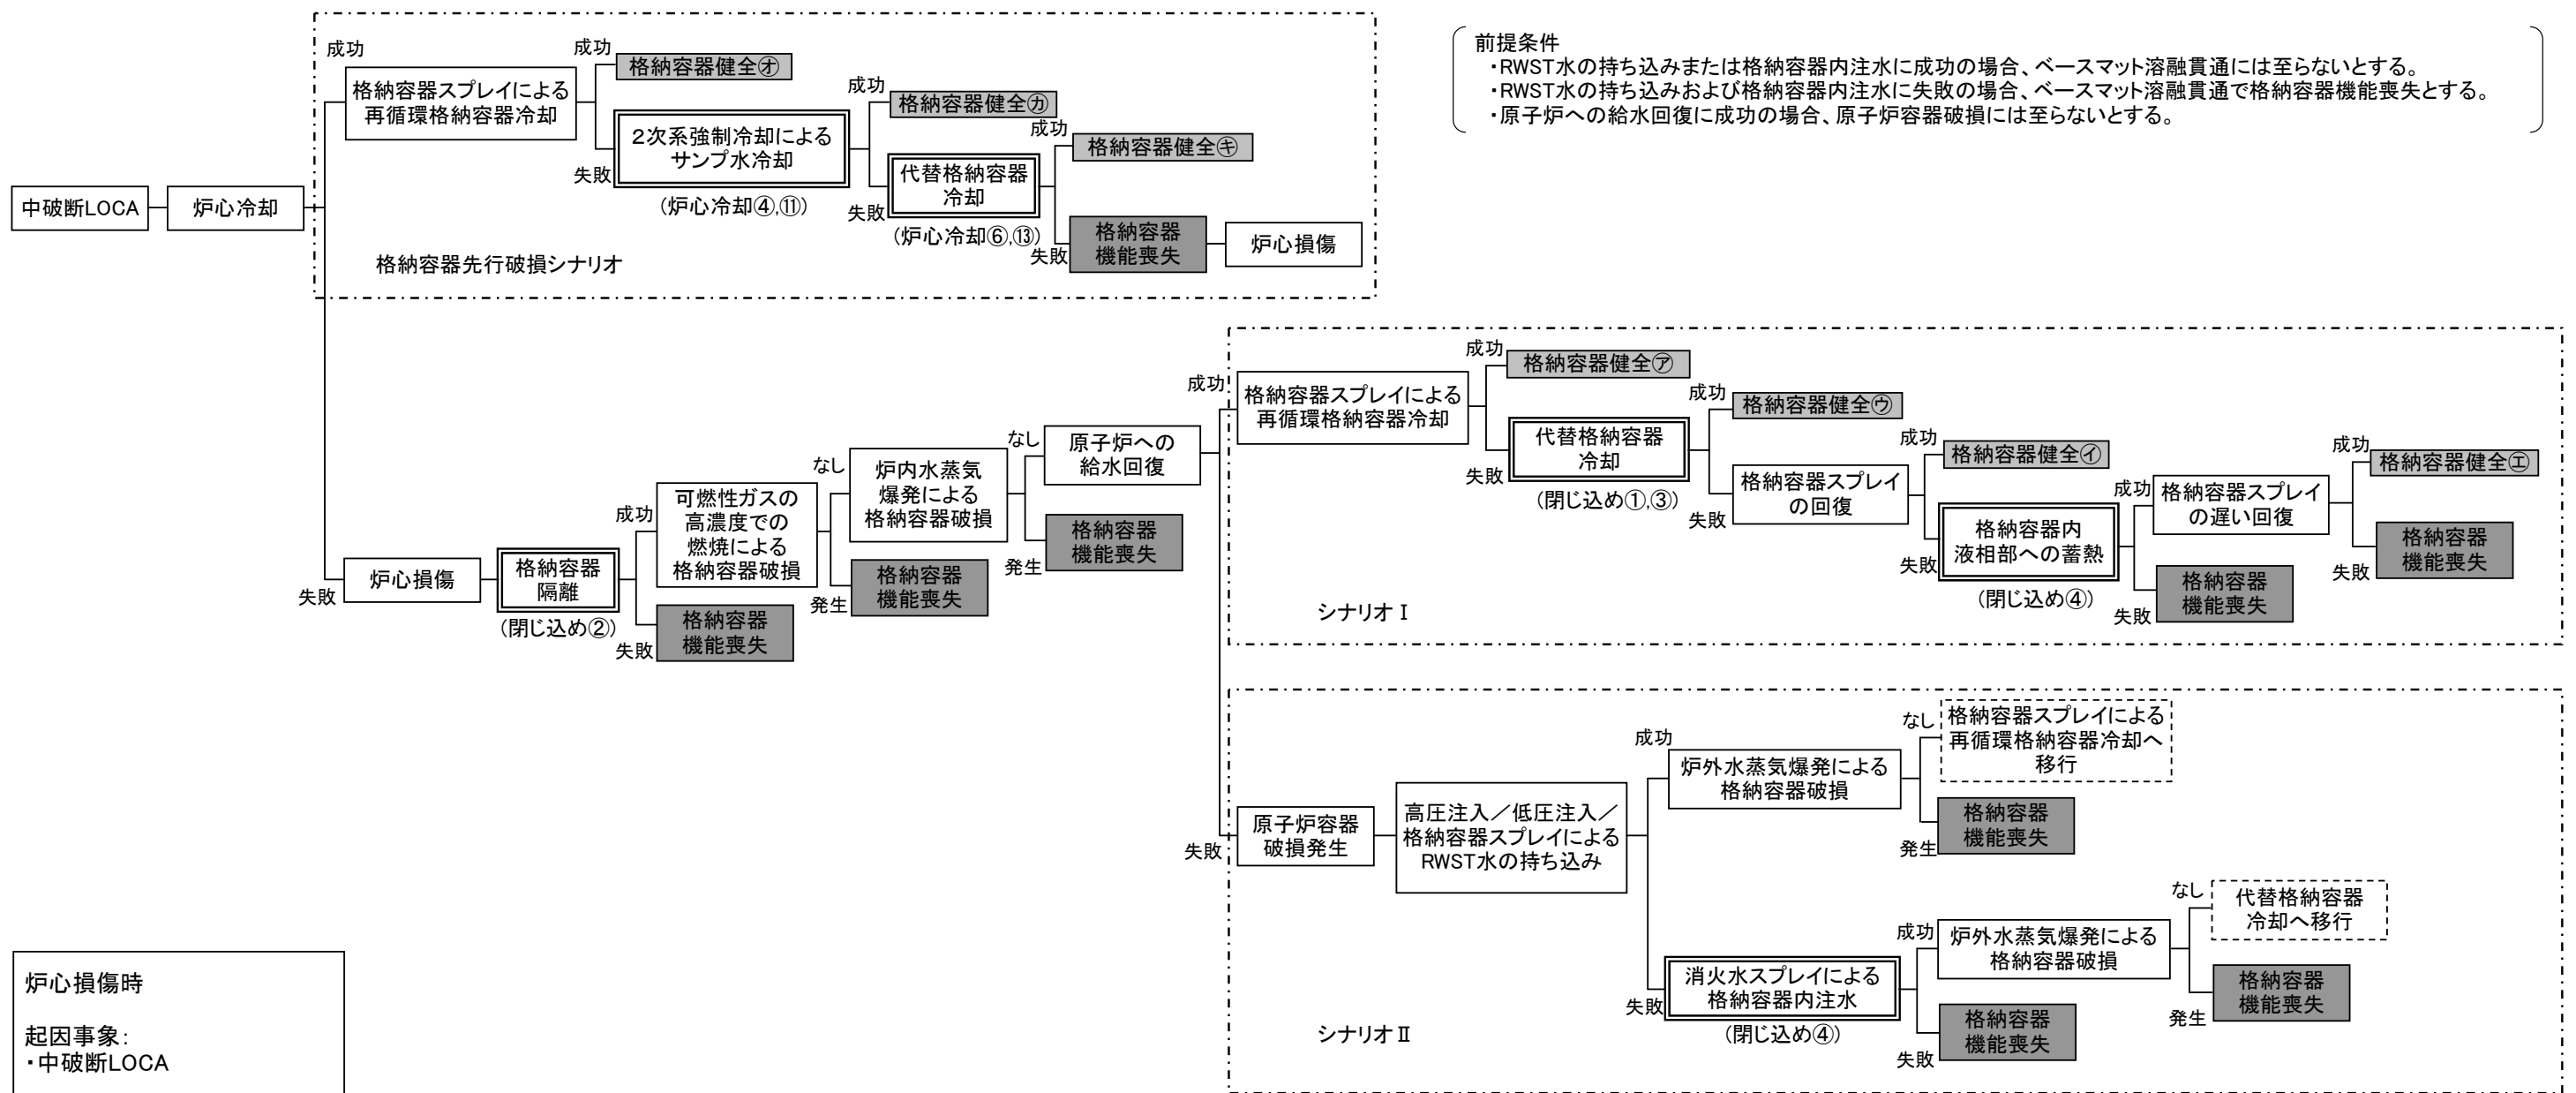 前提条件
・RWST水の持ち込みまたは格納容器内注水に成功の場合、ベースマット溶融貫通には至らないとする。
・RWST水の持ち込みおよび格納容器内注水に失敗の場合、ベースマット溶融貫通で格納容器機能喪失とする。
・原子炉への給水回復に成功の場合、原子炉容器破損には至らないとする。
中破断LOCA
炉心冷却
成功
格納容器スプレイによる
再循環格納容器冷却
成功
格納容器健全㋔
失敗
2次系強制冷却による
サンプ水冷却
(炉心冷却④,⑪)
成功
格納容器健全㋕
失敗
代替格納容器
冷却
(炉心冷却⑥,⑬)
成功
格納容器健全㋖
失敗
格納容器
機能喪失
炉心損傷
格納容器先行破損シナリオ
失敗
炉心損傷
格納容器
隔離
(閉じ込め②)
成功
可燃性ガスの
高濃度での
燃焼による
格納容器破損
失敗
格納容器
機能喪失
なし
炉内水蒸気
爆発による
格納容器破損
発生
格納容器
機能喪失
なし
原子炉への
給水回復
発生
格納容器
機能喪失
成功
格納容器スプレイによる
再循環格納容器冷却
成功
格納容器健全㋐
失敗
代替格納容器
冷却
(閉じ込め①,③)
成功
格納容器健全㋒
失敗
格納容器スプレイ
の回復
成功
格納容器健全㋑
失敗
格納容器内
液相部への蓄熱
(閉じ込め④)
成功
格納容器スプレイ
の遅い回復
失敗
格納容器
機能喪失
成功
格納容器健全㋓
失敗
格納容器
機能喪失
シナリオⅠ
失敗
原子炉容器
破損発生
高圧注入/低圧注入/
格納容器スプレイによる
RWST水の持ち込み
成功
炉外水蒸気爆発による
格納容器破損
なし
格納容器スプレイによる
再循環格納容器冷却へ
移行
発生
格納容器
機能喪失
失敗
消火水スプレイによる
格納容器内注水
(閉じ込め④)
成功
炉外水蒸気爆発による
格納容器破損
なし
代替格納容器
冷却へ移行
発生
格納容器
機能喪失
失敗
格納容器
機能喪失
シナリオⅡ
炉心損傷時
起因事象:
・中破断LOCA